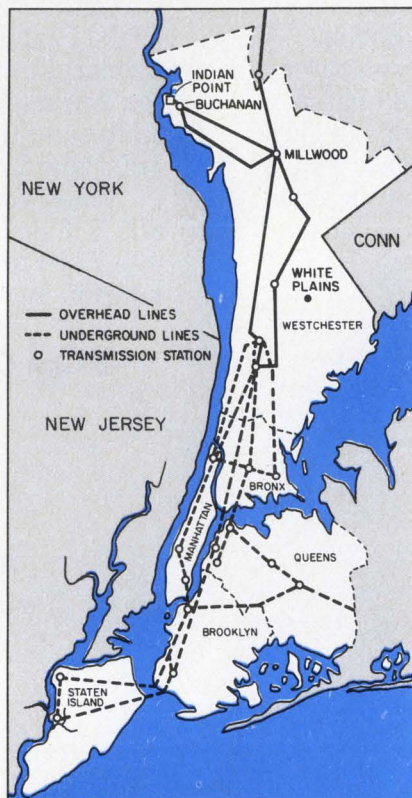 INDIAN
POINT
BUCHANAN
MILLWOOD
NEW YORK
CONN
WHITE
PLAINS
WESTCHESTER
OVERHEAD LINES
UNDERGROUND LINES
TRANSMISSION STATION
NEW JERSEY
BRONX
MANHATTAN
QUEENS
BROOKLYN
STATEN
ISLAND